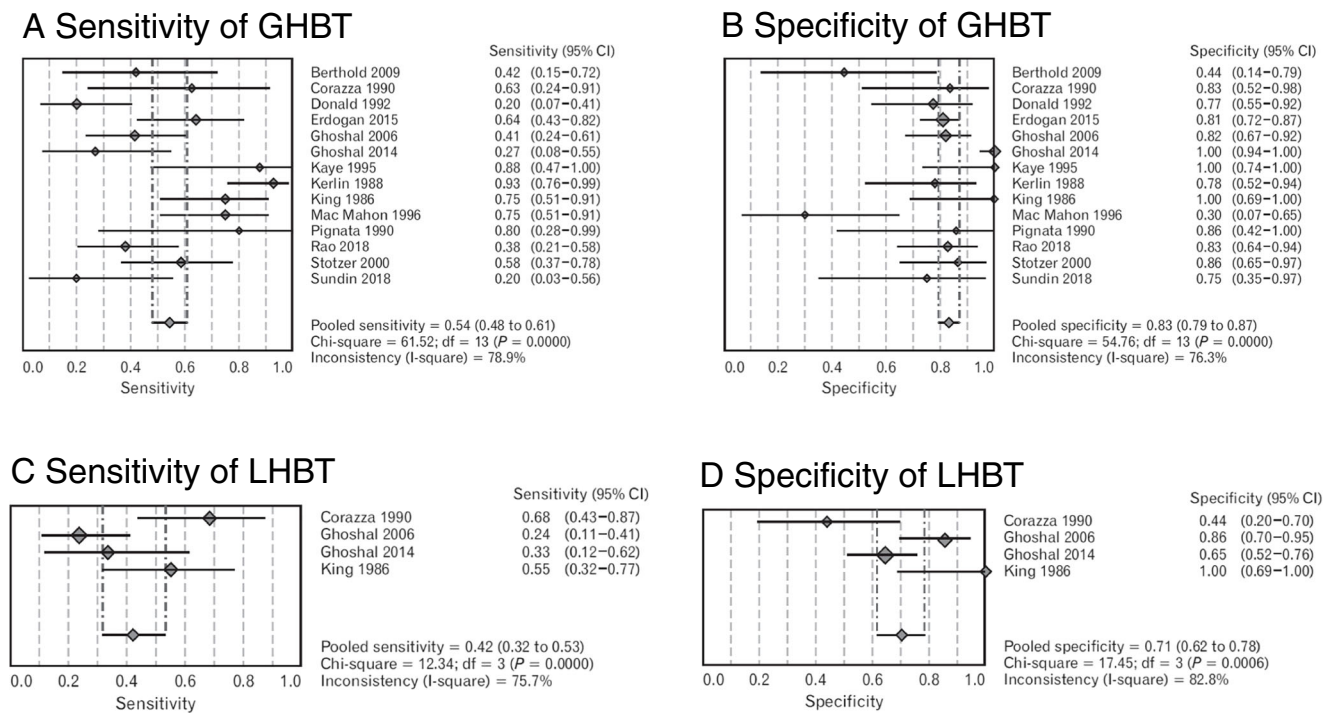 A Sensitivity of GHBT
Sensitivity (95% CI)
Berthold 2009 0.42 (0.15–0.72)
Corazza 1990 0.63 (0.24–0.91)
Donald 1992 0.20 (0.07–0.41)
Erdogan 2015 0.64 (0.43–0.82)
Ghoshal 2006 0.41 (0.24–0.61)
Ghoshal 2014 0.27 (0.08–0.55)
Kaye 1995 0.88 (0.47–1.00)
Kerlin 1988 0.93 (0.76–0.99)
King 1986 0.75 (0.51–0.91)
Mac Mahon 1996 0.75 (0.51–0.91)
Pignata 1990 0.80 (0.28–0.99)
Rao 2018 0.38 (0.21–0.58)
Stotzer 2000 0.58 (0.37–0.78)
Sundin 2018 0.20 (0.03–0.56)
Pooled sensitivity = 0.54 (0.48 to 0.61)
Chi-square = 61.52; df = 13 (P = 0.0000)
Inconsistency (I-square) = 78.9%
0.0 0.2 0.4 0.6 0.8 1.0
Sensitivity
B Specificity of GHBT
Specificity (95% CI)
Berthold 2009 0.44 (0.14–0.79)
Corazza 1990 0.83 (0.52–0.98)
Donald 1992 0.77 (0.55–0.92)
Erdogan 2015 0.81 (0.72–0.87)
Ghoshal 2006 0.82 (0.67–0.92)
Ghoshal 2014 1.00 (0.94–1.00)
Kaye 1995 1.00 (0.74–1.00)
Kerlin 1988 0.78 (0.52–0.94)
King 1986 1.00 (0.69–1.00)
Mac Mahon 1996 0.30 (0.07–0.65)
Pignata 1990 0.86 (0.42–1.00)
Rao 2018 0.83 (0.64–0.94)
Stotzer 2000 0.86 (0.65–0.97)
Sundin 2018 0.75 (0.35–0.97)
Pooled specificity = 0.83 (0.79 to 0.87)
Chi-square = 54.76; df = 13 (P = 0.0000)
Inconsistency (I-square) = 76.3%
0.0 0.2 0.4 0.6 0.8 1.0
Specificity
C Sensitivity of LHBT
Sensitivity (95% CI)
Corazza 1990 0.68 (0.43–0.87)
Ghoshal 2006 0.24 (0.11–0.41)
Ghoshal 2014 0.33 (0.12–0.62)
King 1986 0.55 (0.32–0.77)
Pooled sensitivity = 0.42 (0.32 to 0.53)
Chi-square = 12.34; df = 3 (P = 0.0000)
Inconsistency (I-square) = 75.7%
0.0 0.2 0.4 0.6 0.8 1.0
Sensitivity
D Specificity of LHBT
Specificity (95% CI)
Corazza 1990 0.44 (0.20–0.70)
Ghoshal 2006 0.86 (0.70–0.95)
Ghoshal 2014 0.65 (0.52–0.76)
King 1986 1.00 (0.69–1.00)
Pooled specificity = 0.71 (0.62 to 0.78)
Chi-square = 17.45; df = 3 (P = 0.0006)
Inconsistency (I-square) = 82.8%
0.0 0.2 0.4 0.6 0.8 1.0
Specificity